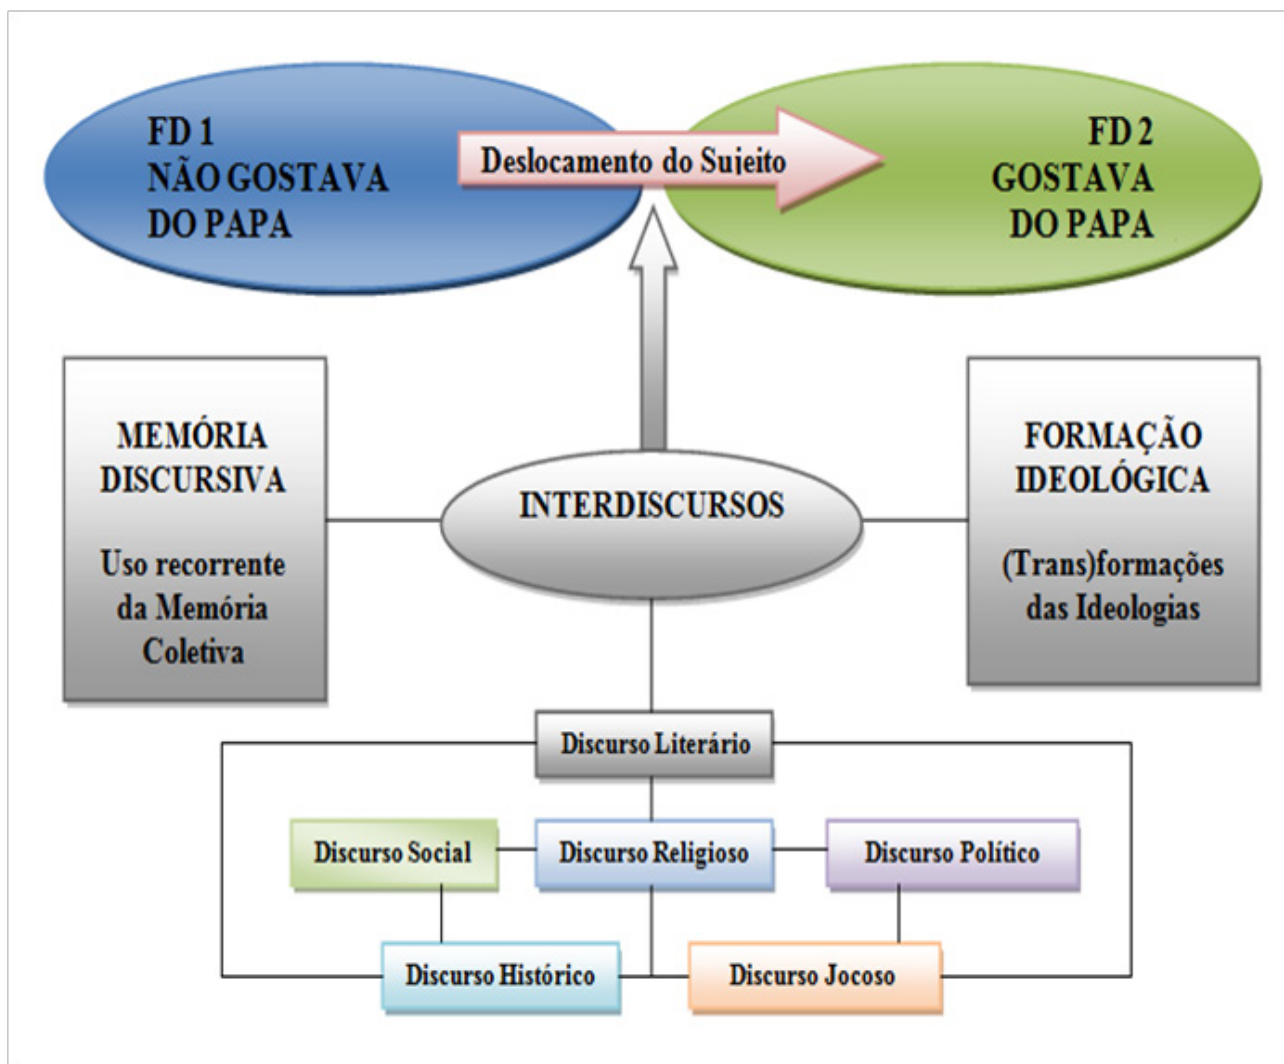 FD 1
NÃO GOSTAVA
DO PAPA
Deslocamento do Sujeito
FD 2
GOSTAVA
DO PAPA
MEMÓRIA
DISCURSIVA
Uso recorrente
da Memória
Coletiva
INTERDISCURSOS
FORMAÇÃO
IDEOLÓGICA
(Trans)formações
das Ideologias
Discurso Literário
Discurso Social
Discurso Religioso
Discurso Político
Discurso Histórico
Discurso Jocoso